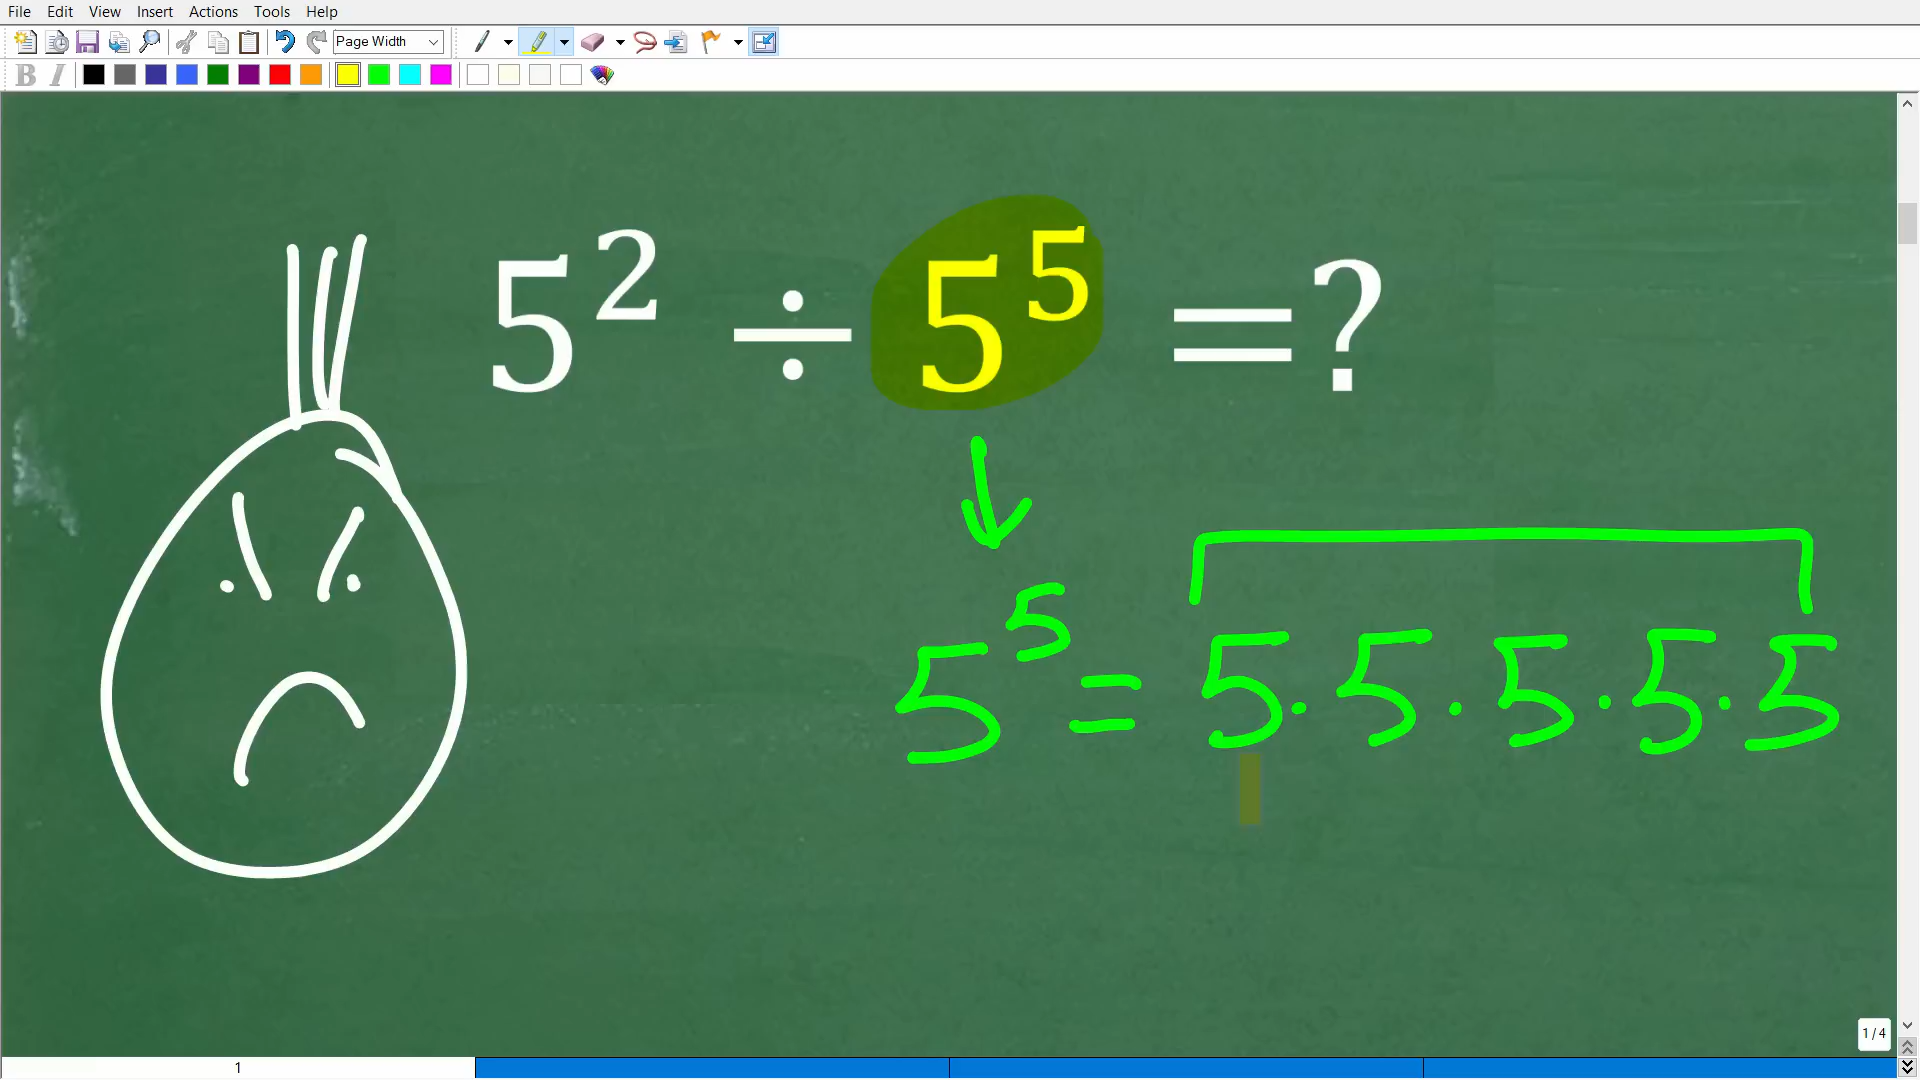 File Edit View Insert Actions Tools Help
Page Width
B I
5² ÷ 5⁵ =?
5⁵ = 5·5·5·5·5
1/4
1